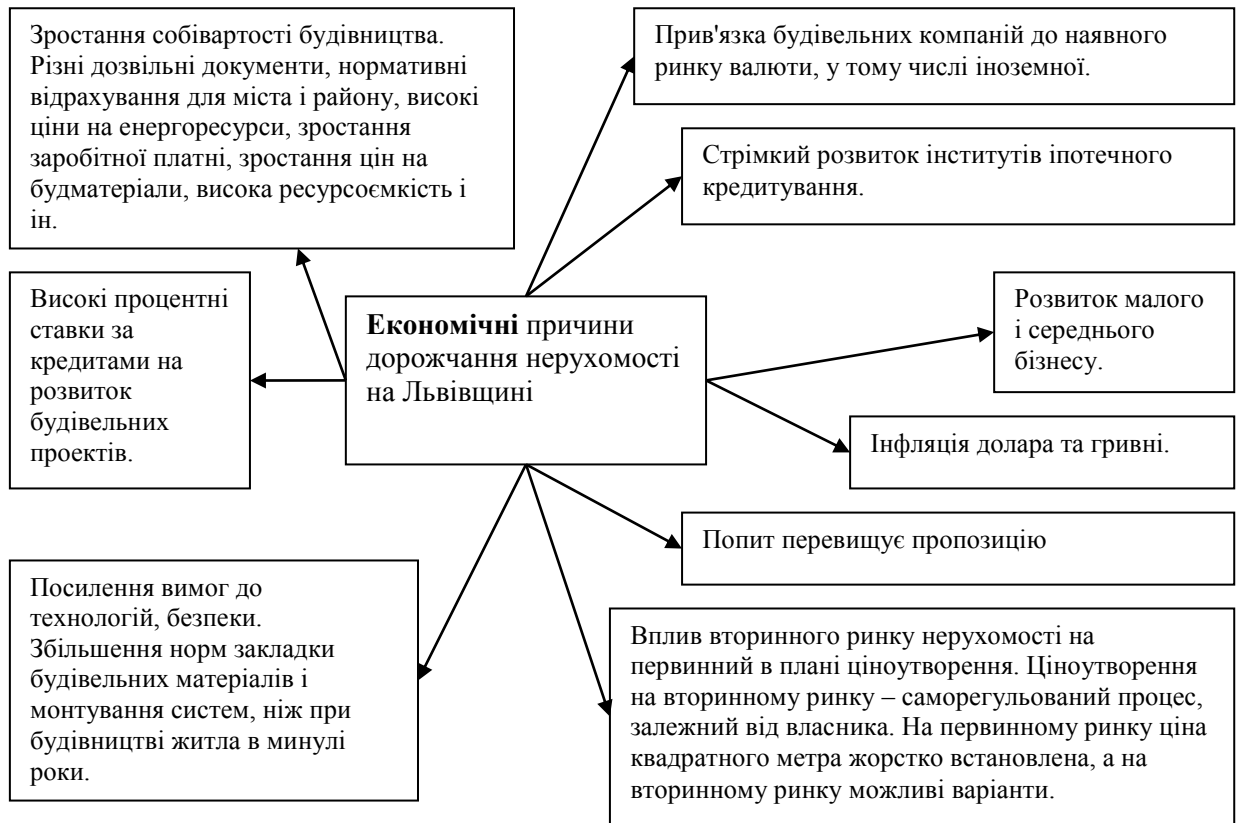 Зростання собівартості будівництва.
Різні дозвільні документи, нормативні
відрахування для міста і району, високі
ціни на енергоресурси, зростання
заробітної платні, зростання цін на
будматеріали, висока ресурсоємкість і
ін.
Прив'язка будівельних компаній до наявного
ринку валюти, у тому числі іноземної.
Стрімкий розвиток інститутів іпотечного
кредитування.
Високі процентні
ставки за
кредитами на
розвиток
будівельних
проектів.
Економічні причини
дорожчання нерухомості
на Львівщині
Розвиток малого
і середнього
бізнесу.
Інфляція долара та гривні.
Попит перевищує пропозицію
Посилення вимог до
технологій, безпеки.
Збільшення норм закладки
будівельних матеріалів і
монтування систем, ніж при
будівництві житла в минулі
роки.
Вплив вторинного ринку нерухомості на
первинний в плані ціноутворення. Ціноутворення
на вторинному ринку – саморегульований процес,
залежний від власника. На первинному ринку ціна
квадратного метра жорстко встановлена, а на
вторинному ринку можливі варіанти.